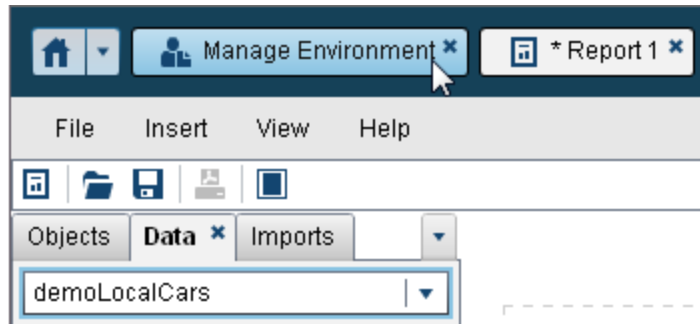 Manage Environment * Report 1
File Insert View Help
Objects Data Imports
demoLocalCars